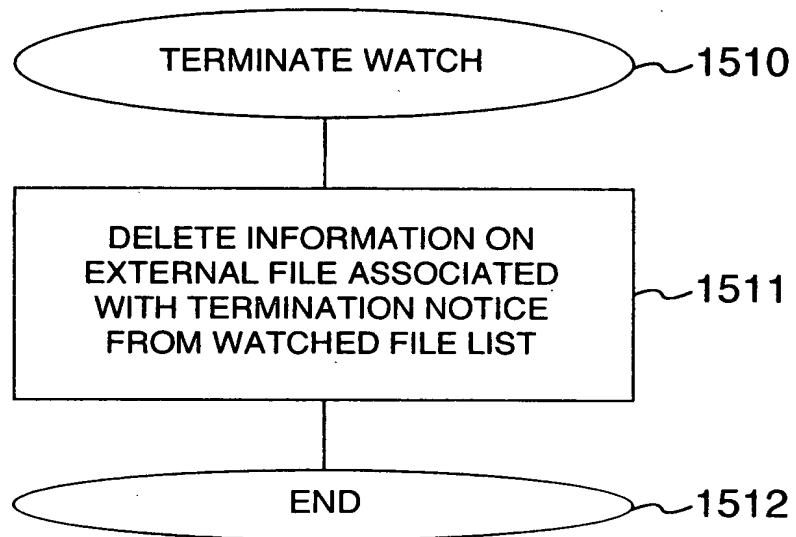 TERMINATE WATCH
1510
DELETE INFORMATION ON
EXTERNAL FILE ASSOCIATED
WITH TERMINATION NOTICE
FROM WATCHED FILE LIST
1511
END
1512